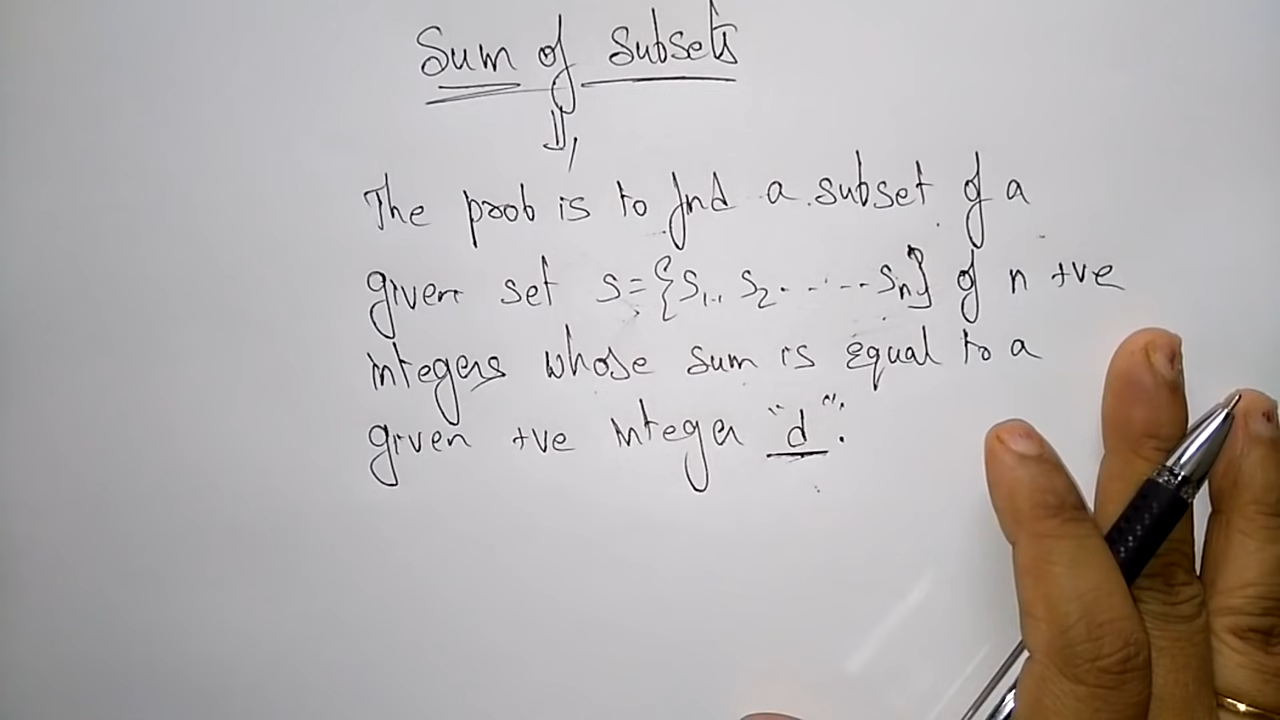 Sum of Subsets
The prob is to find a subset of a
given set S={S1.. S2.......Sn} of n +ve
integers whose sum is equal to a
given +ve integer "d".